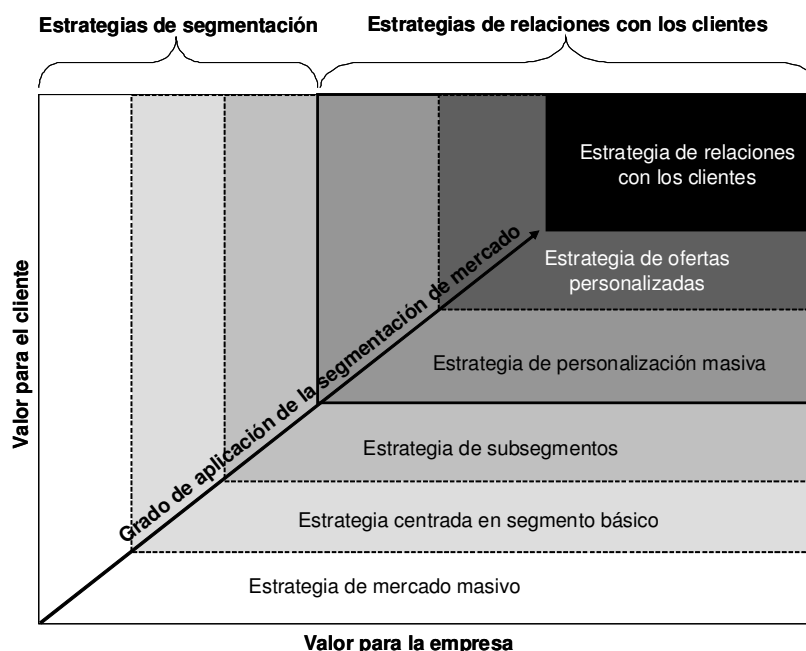 Estrategias de segmentación
Estrategias de relaciones con los clientes
Estrategia de relaciones
con los clientes
Estrategia de ofertas
personalizadas
Estrategia de personalización masiva
Estrategia de subsegmentos
Estrategia centrada en segmento básico
Estrategia de mercado masivo
Grado de aplicación de la segmentación de mercado
Valor para el cliente
Valor para la empresa